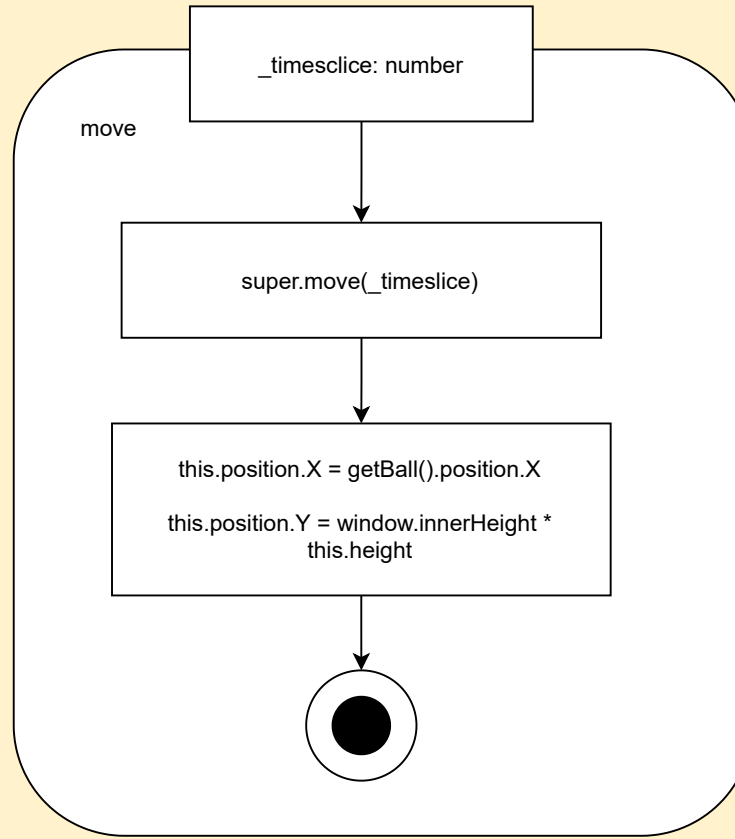 _timesclice: number
move
super.move(_timeslice)
this.position.X = getBall().position.X
this.position.Y = window.innerHeight *
this.height